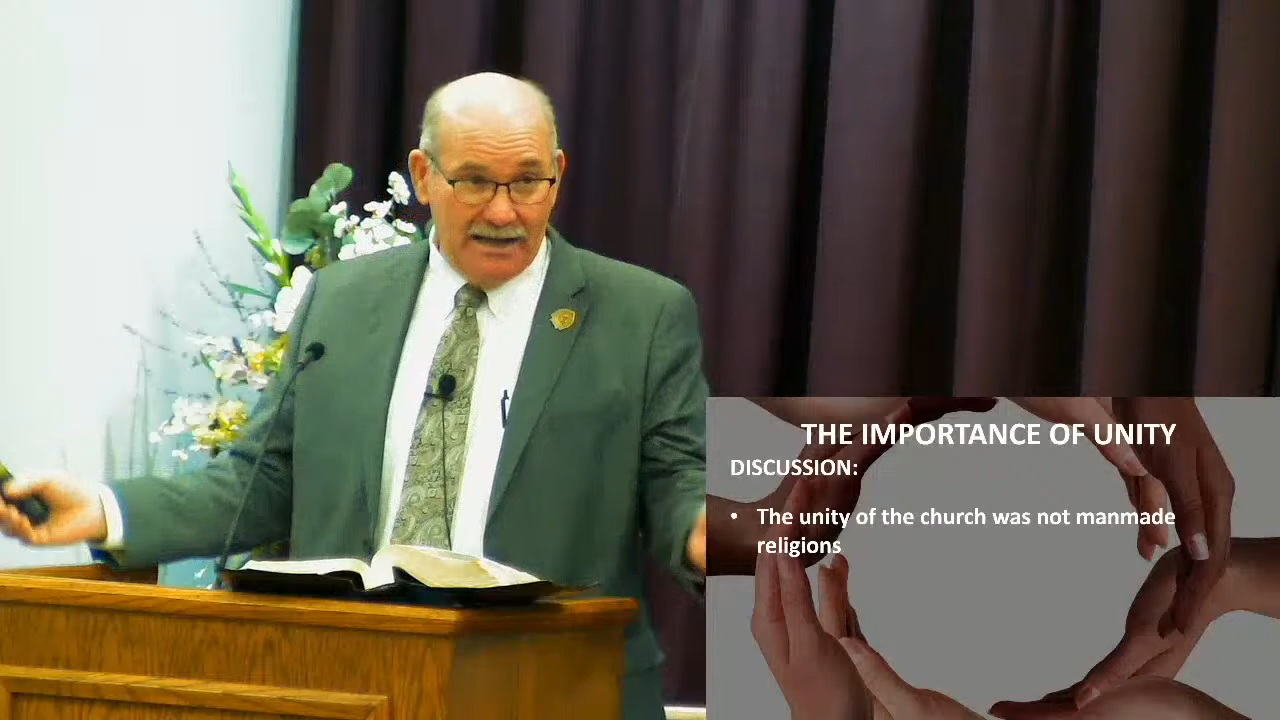 THE IMPORTANCE OF UNITY
DISCUSSION:
• The unity of the church was not manmade
religions